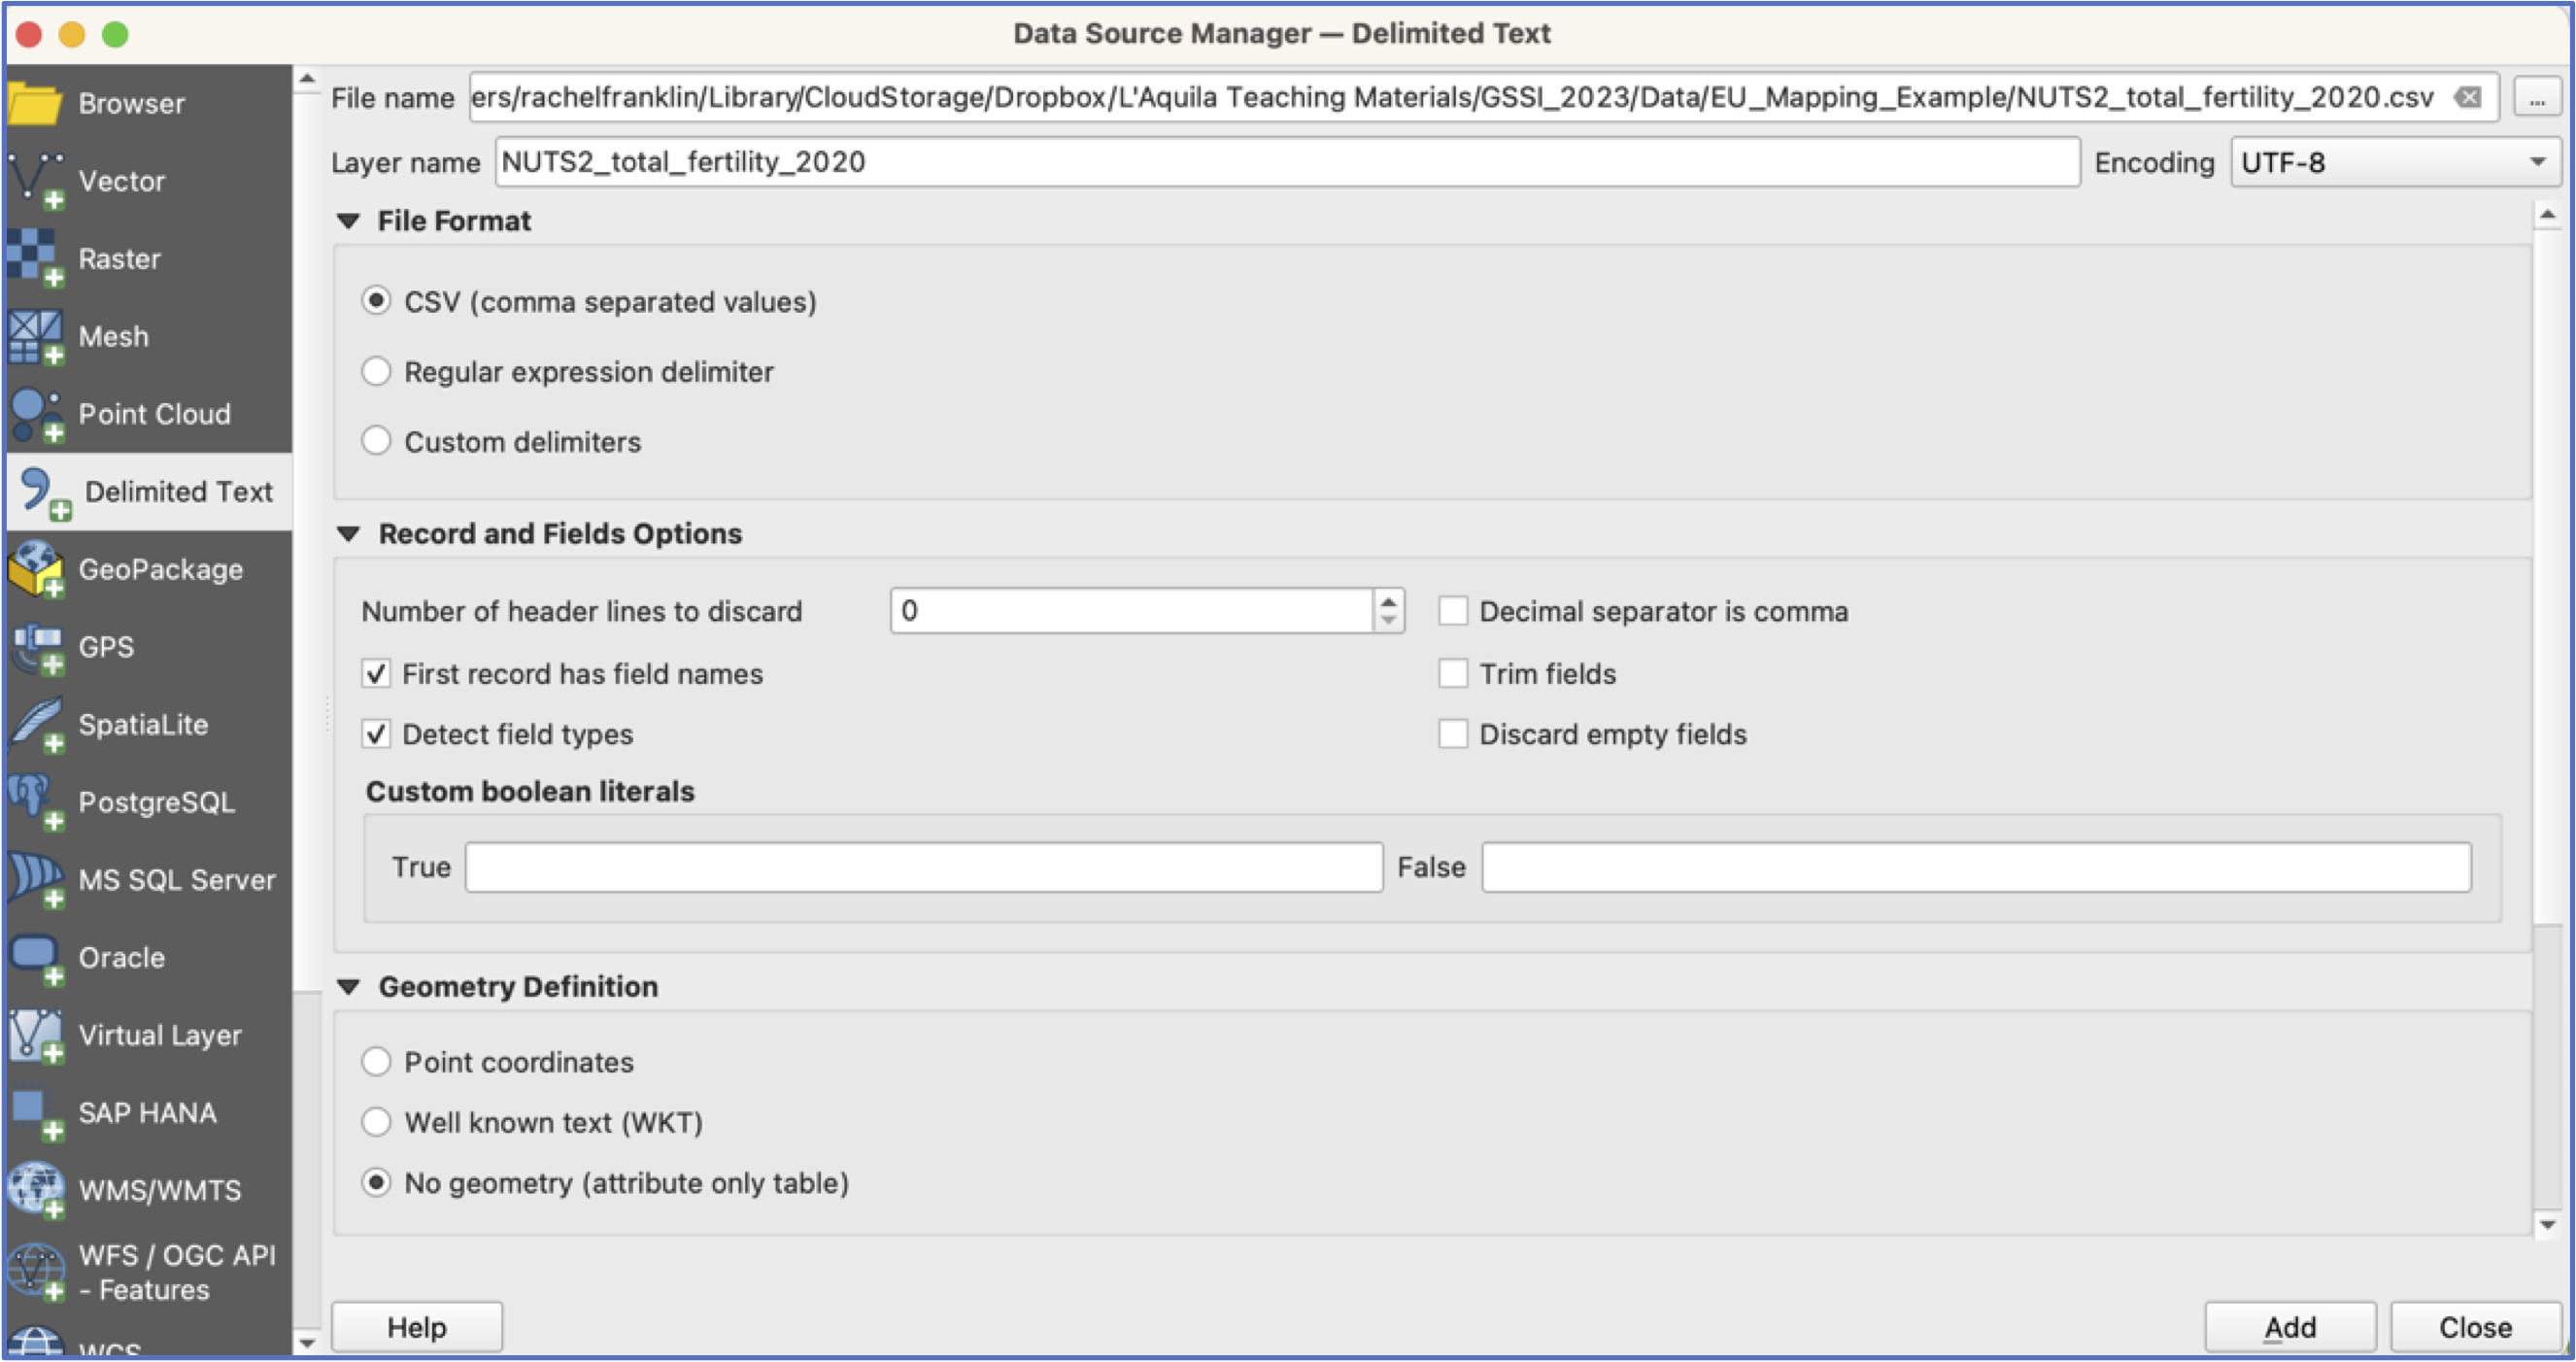 Data Source Manager — Delimited Text
Browser
Vector
Raster
Mesh
Point Cloud
Delimited Text
GeoPackage
GPS
SpatiaLite
PostgreSQL
MS SQL Server
Oracle
Virtual Layer
SAP HANA
WMS/WMTS
WFS / OGC API
- Features
WCS
File name ers/rachelfranklin/Library/CloudStorage/Dropbox/L'Aquila Teaching Materials/GSSI_2023/Data/EU_Mapping_Example/NUTS2_total_fertility_2020.csv ...
Layer name NUTS2_total_fertility_2020 Encoding UTF-8
File Format
CSV (comma separated values)
Regular expression delimiter
Custom delimiters
Record and Fields Options
Number of header lines to discard 0 Decimal separator is comma
First record has field names Trim fields
Detect field types Discard empty fields
Custom boolean literals
True False
Geometry Definition
Point coordinates
Well known text (WKT)
No geometry (attribute only table)
Help Add Close